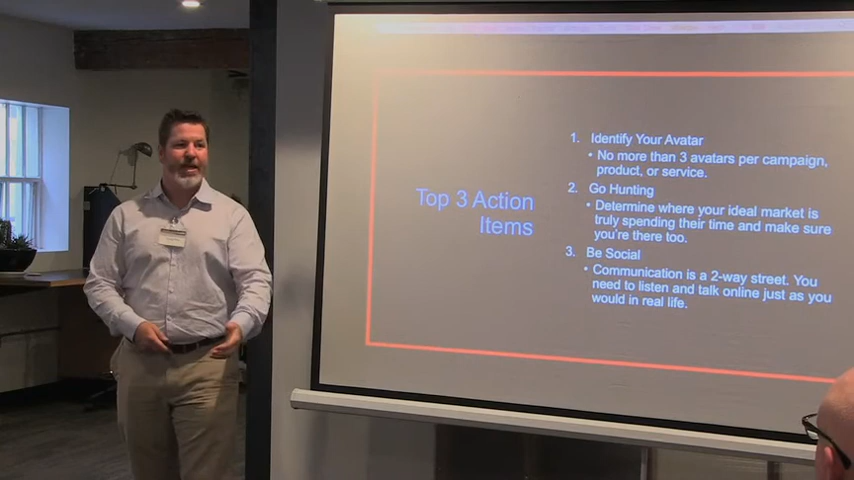 Top 3 Action
Items
1. Identify Your Avatar
• No more than 3 avatars per campaign,
product, or service.
2. Go Hunting
• Determine where your ideal market is
truly spending their time and make sure
you're there too.
3. Be Social
• Communication is a 2-way street. You
need to listen and talk online just as you
would in real life.